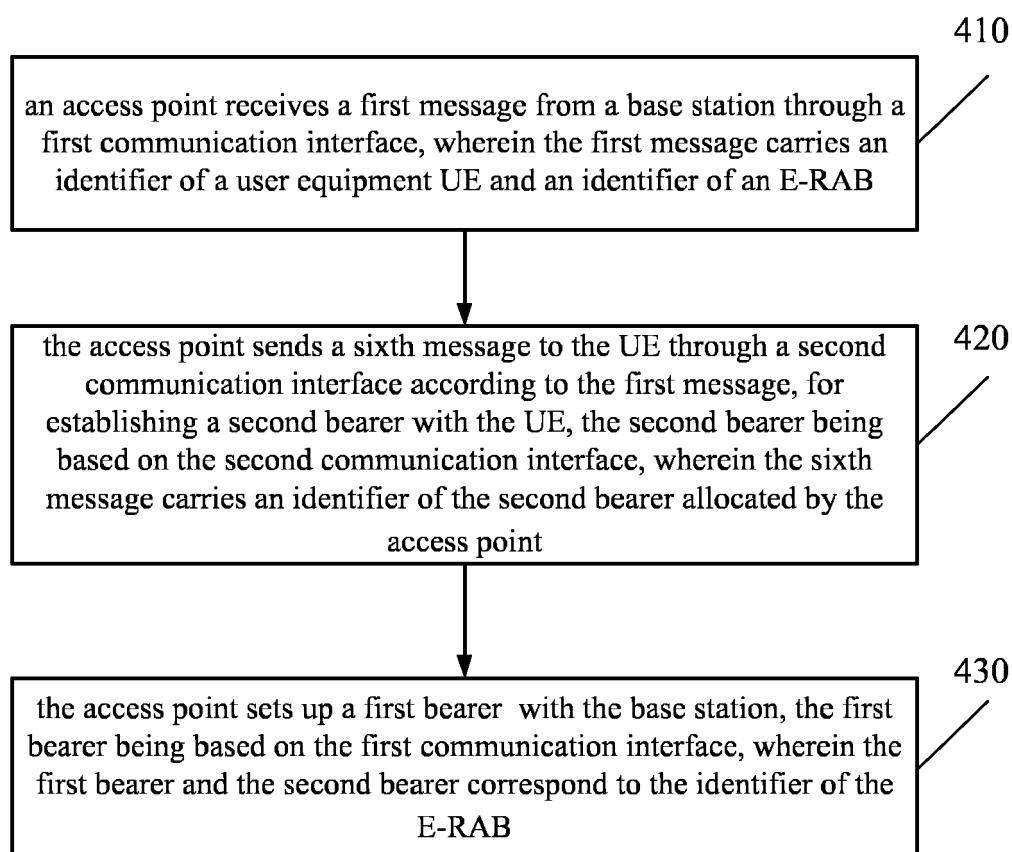 410
an access point receives a first message from a base station through a
first communication interface, wherein the first message carries an
identifier of a user equipment UE and an identifier of an E-RAB
420
the access point sends a sixth message to the UE through a second
communication interface according to the first message, for
establishing a second bearer with the UE, the second bearer being
based on the second communication interface, wherein the sixth
message carries an identifier of the second bearer allocated by the
access point
430
the access point sets up a first bearer with the base station, the first
bearer being based on the first communication interface, wherein the
first bearer and the second bearer correspond to the identifier of the
E-RAB